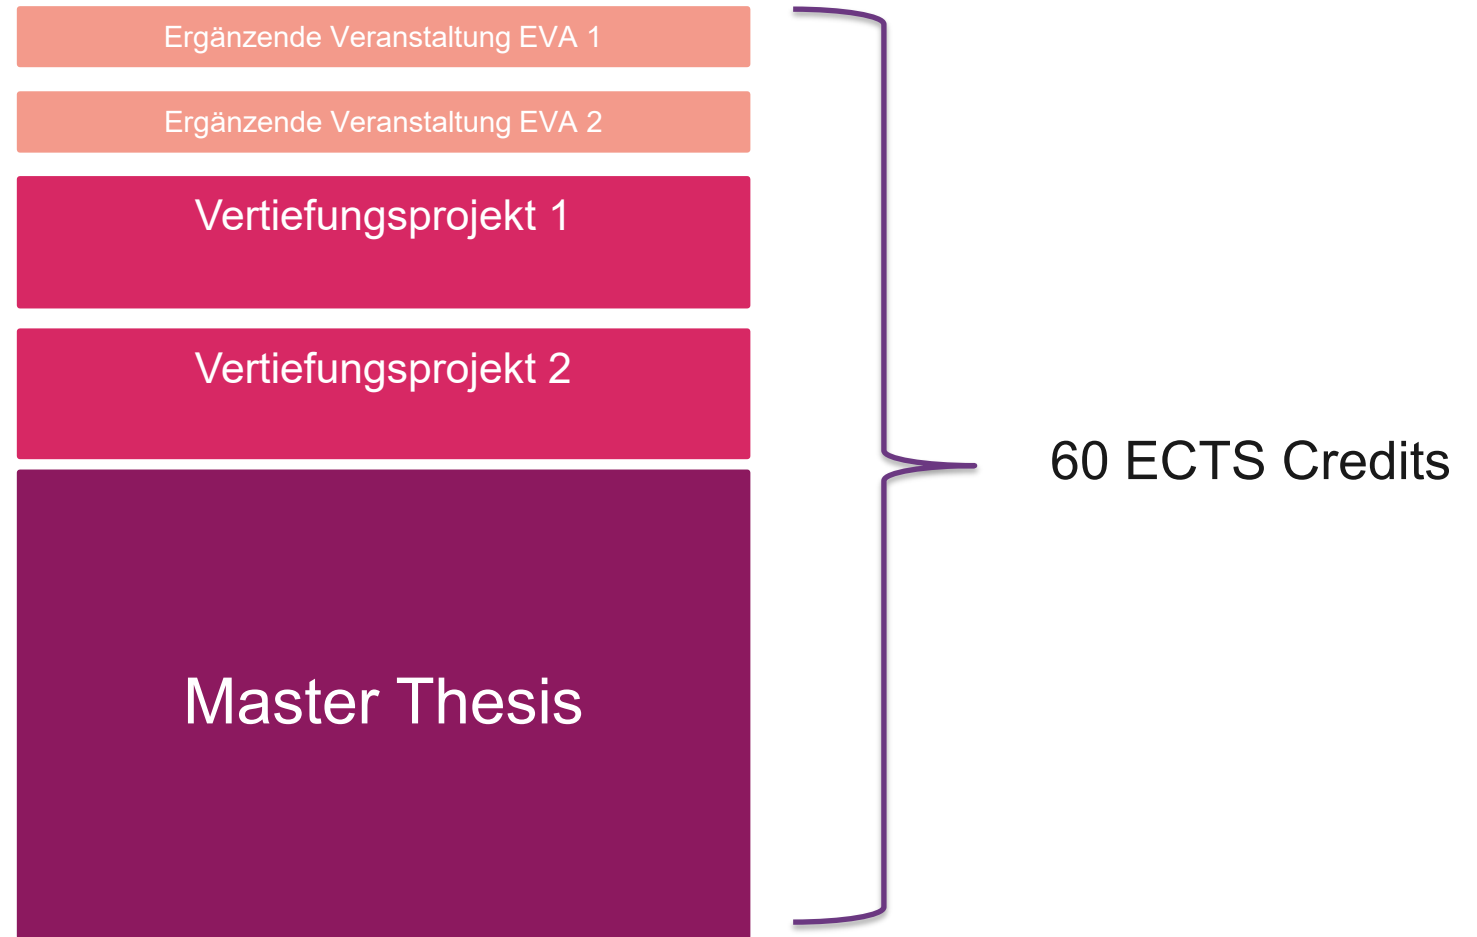 Ergänzende Veranstaltung EVA 1
Ergänzende Veranstaltung EVA 2
Vertiefungsprojekt 1
Vertiefungsprojekt 2
60 ECTS Credits
Master Thesis